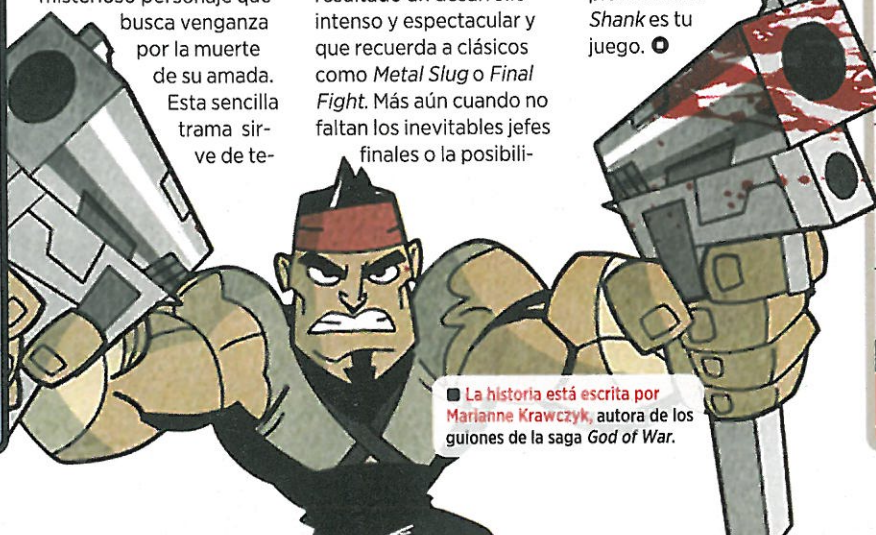 misterioso personaje que
busca venganza
por la muerte
de su amada.
Esta sencilla
trama sir-
ve de te-
intenso y espectacular y
que recuerda a clásicos
como Metal Slug o Final
Fight. Más aún cuando no
faltan los inevitables jefes
finales o la posibili-
Shank es tu
juego.
La historia está escrita por
Marianne Krawczyk, autora de los
guiones de la saga God of War.